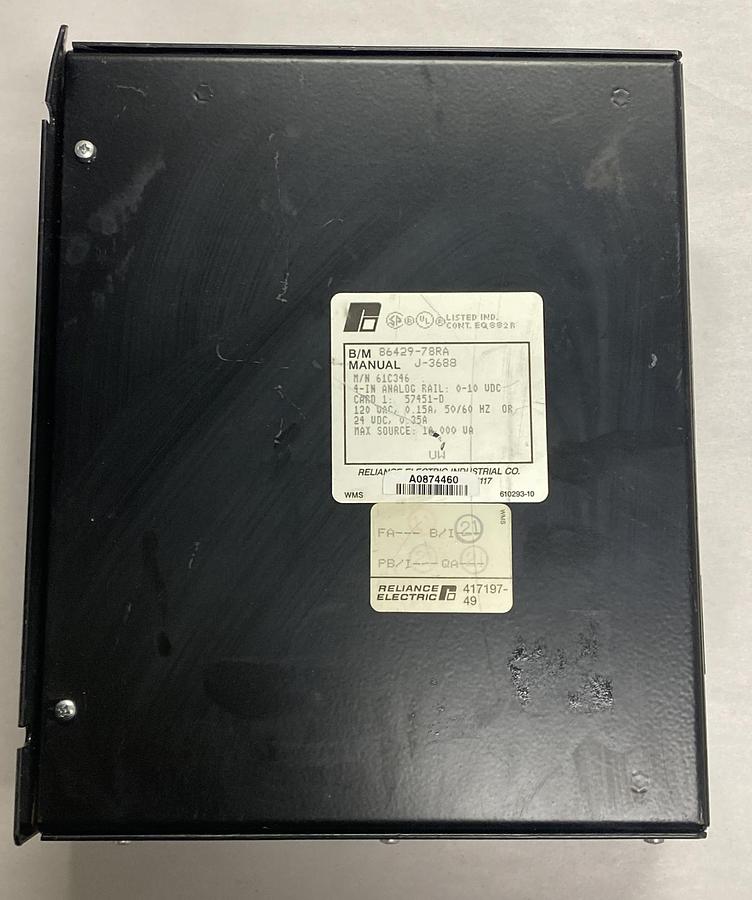 LISTED IND.
CONT. EQ 882R
B/M 86429-78RA
MANUAL J-3688
M/N 61C346
4-IN ANALOG RAIL: 0-10 VDC
CARD 1: 57451-D
120 VAC, 0.15A, 50/60 HZ OR
24 VDC, 0.35A
MAX SOURCE: 10,000 VA
UW
RELIANCE ELECTRIC INDUSTRIAL CO.
A0874460
117
WMS
610293-10
WMS
FA--- B/I-- 21
PB/I-- QA---
RELIANCE
ELECTRIC
417197-
49